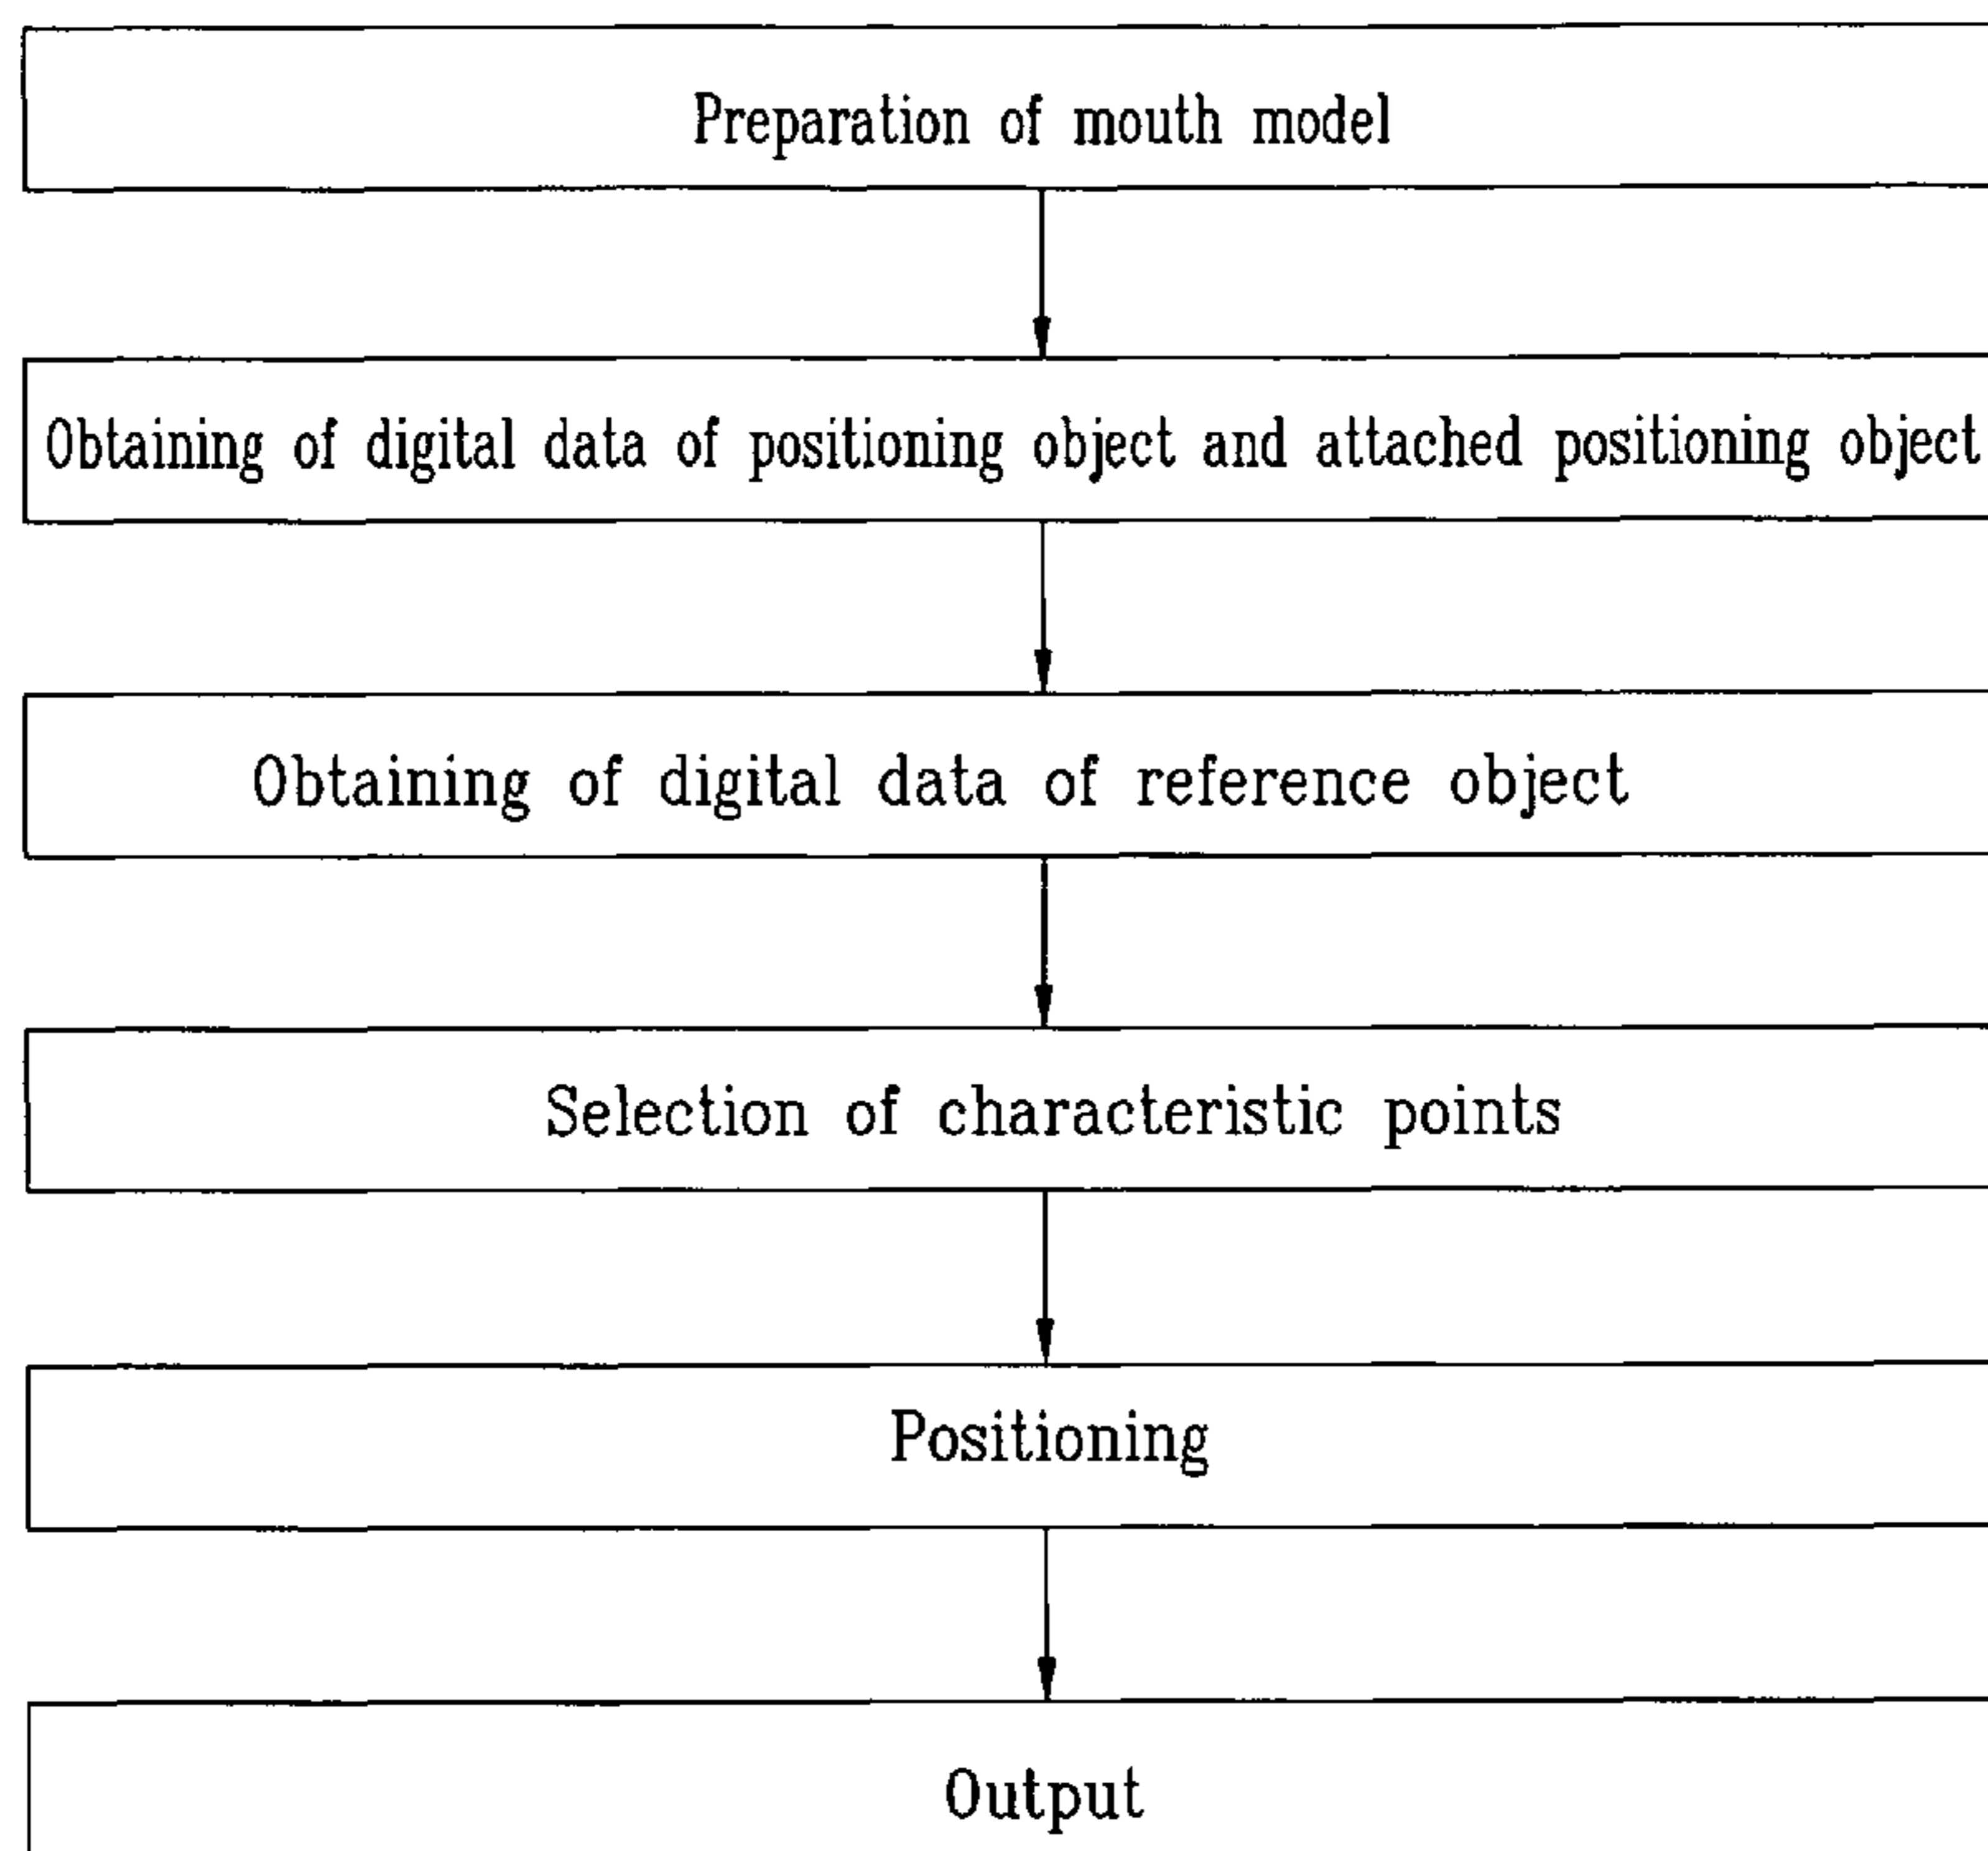 Preparation of mouth model
Obtaining of digital data of positioning object and attached positioning object
Obtaining of digital data of reference object
Selection of characteristic points
Positioning
Output